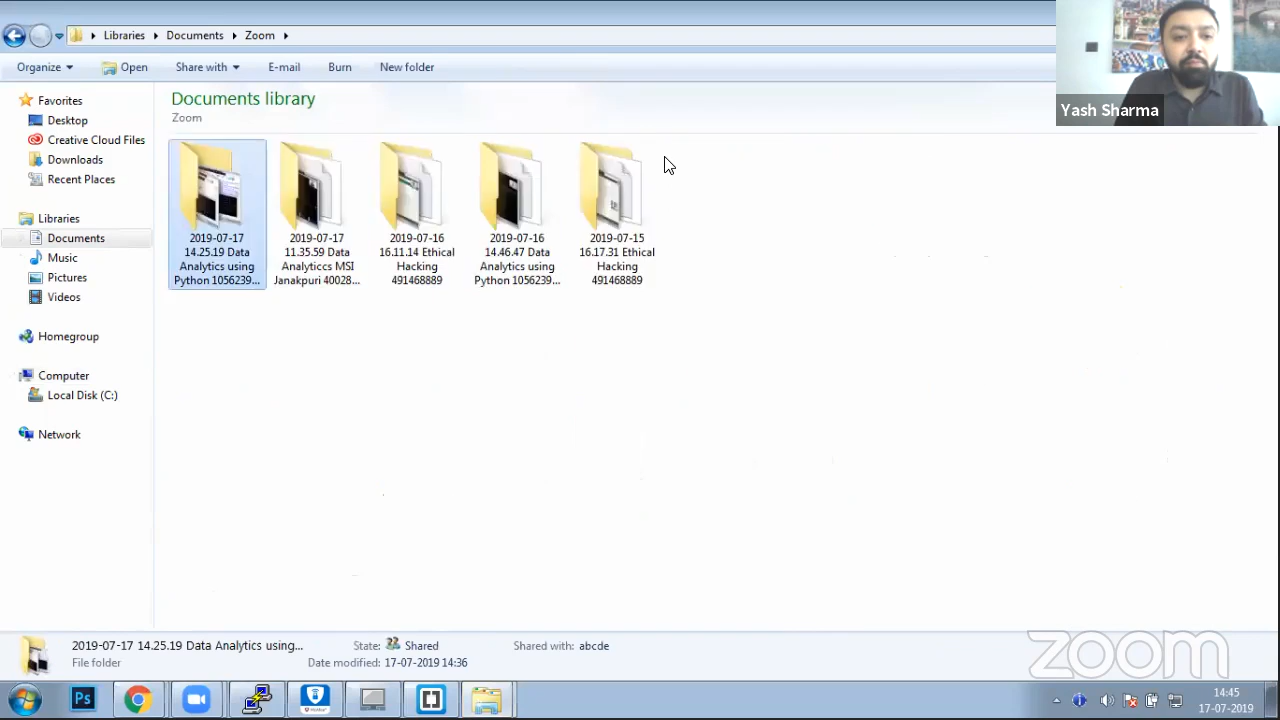 Libraries Documents Zoom
Yash Sharma
Organize Open Share with E-mail Burn New folder
Favorites
Desktop
Creative Cloud Files
Downloads
Recent Places
Libraries
Documents
Music
Pictures
Videos
Homegroup
Computer
Local Disk (C:)
Network
Documents library
Zoom
2019-07-17
14.25.19 Data
Analytics using
Python 1056239...
2019-07-17
11.35.59 Data
Analyticcs MSI
Janakpuri 40028...
2019-07-16
16.11.14 Ethical
Hacking
491468889
2019-07-16
14.46.47 Data
Analytics using
Python 1056239...
2019-07-15
16.17.31 Ethical
Hacking
491468889
2019-07-17 14.25.19 Data Analytics using... State: Shared Shared with: abcde
File folder Date modified: 17-07-2019 14:36
zoom
Ps
14:45
17-07-2019